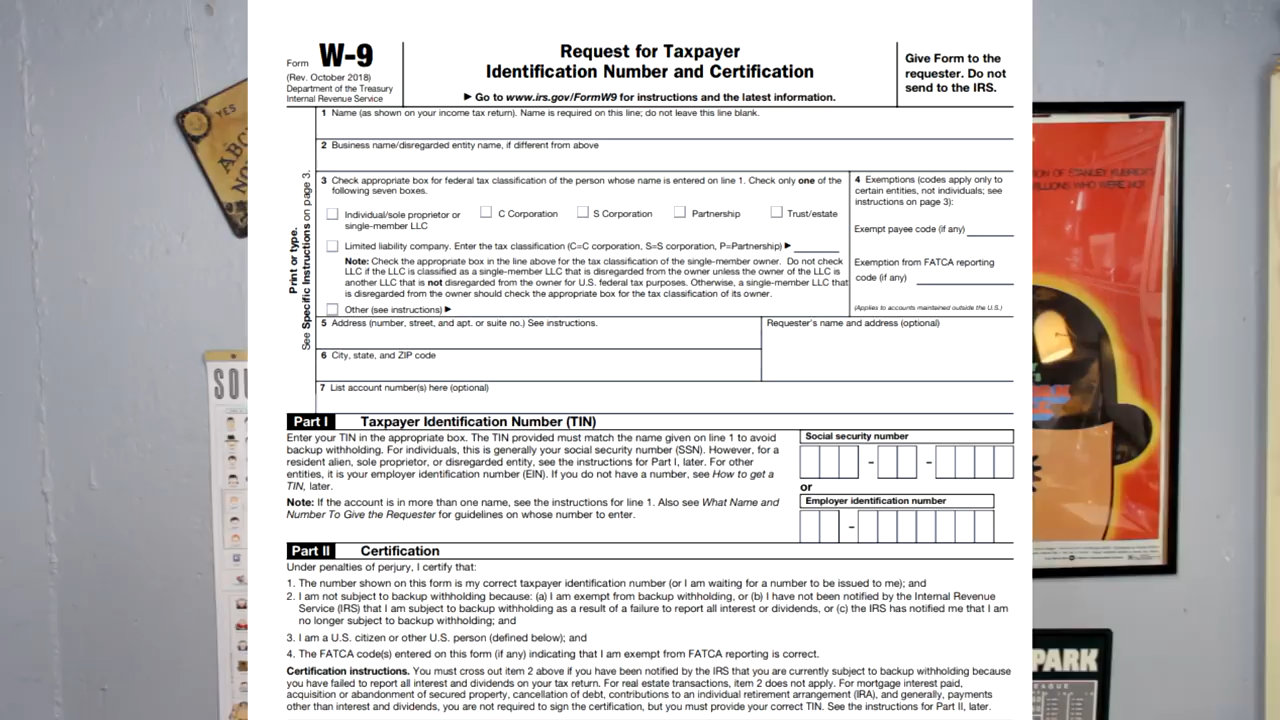 Form W-9
(Rev. October 2018)
Department of the Treasury
Internal Revenue Service
Request for Taxpayer
Identification Number and Certification
▶ Go to www.irs.gov/FormW9 for instructions and the latest information.
Give Form to the
requester. Do not
send to the IRS.
Print or type.
See Specific Instructions on page 3.
1 Name (as shown on your income tax return). Name is required on this line; do not leave this line blank.
2 Business name/disregarded entity name, if different from above
3 Check appropriate box for federal tax classification of the person whose name is entered on line 1. Check only one of the
following seven boxes.
Individual/sole proprietor or
single-member LLC
C Corporation
S Corporation
Partnership
Trust/estate
Limited liability company. Enter the tax classification (C=C corporation, S=S corporation, P=Partnership) ▶
Note: Check the appropriate box in the line above for the tax classification of the single-member owner. Do not check
LLC if the LLC is classified as a single-member LLC that is disregarded from the owner unless the owner of the LLC is
another LLC that is not disregarded from the owner for U.S. federal tax purposes. Otherwise, a single-member LLC that
is disregarded from the owner should check the appropriate box for the tax classification of its owner.
Other (see instructions) ▶
4 Exemptions (codes apply only to
certain entities, not individuals; see
instructions on page 3):
Exempt payee code (if any)
Exemption from FATCA reporting
code (if any)
(Applies to accounts maintained outside the U.S.)
5 Address (number, street, and apt. or suite no.) See instructions.
Requester's name and address (optional)
6 City, state, and ZIP code
7 List account number(s) here (optional)
Part I Taxpayer Identification Number (TIN)
Enter your TIN in the appropriate box. The TIN provided must match the name given on line 1 to avoid
backup withholding. For individuals, this is generally your social security number (SSN). However, for a
resident alien, sole proprietor, or disregarded entity, see the instructions for Part I, later. For other
entities, it is your employer identification number (EIN). If you do not have a number, see How to get a
TIN, later.
Note: If the account is in more than one name, see the instructions for line 1. Also see What Name and
Number To Give the Requester for guidelines on whose number to enter.
Social security number
– –
or
Employer identification number
–
Part II Certification
Under penalties of perjury, I certify that:
1. The number shown on this form is my correct taxpayer identification number (or I am waiting for a number to be issued to me); and
2. I am not subject to backup withholding because: (a) I am exempt from backup withholding, or (b) I have not been notified by the Internal Revenue
Service (IRS) that I am subject to backup withholding as a result of a failure to report all interest or dividends, or (c) the IRS has notified me that I am
no longer subject to backup withholding; and
3. I am a U.S. citizen or other U.S. person (defined below); and
4. The FATCA code(s) entered on this form (if any) indicating that I am exempt from FATCA reporting is correct.
Certification instructions. You must cross out item 2 above if you have been notified by the IRS that you are currently subject to backup withholding because
you have failed to report all interest and dividends on your tax return. For real estate transactions, item 2 does not apply. For mortgage interest paid,
acquisition or abandonment of secured property, cancellation of debt, contributions to an individual retirement arrangement (IRA), and generally, payments
other than interest and dividends, you are not required to sign the certification, but you must provide your correct TIN. See the instructions for Part II, later.
YES
ABC
NO
SOU
ION OF STANLEY KUBRICK'S
ILLIONS WHO WERE NOT
PARK
LEAGUE